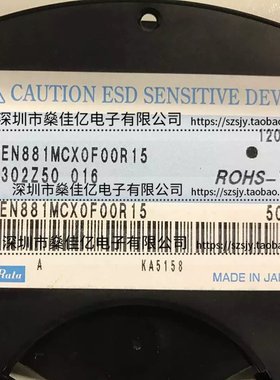 CAUTION ESD SENSITIVE DEV
深圳市燊佳亿电子有限公司 https://szsjy.taobao.
120
EN881MCX0F00R15
302Z50 016
ROHS-
深圳市燊佳亿电子有限公司 https://szsjy.taobao.
EN881MCX0F00R15
50
深圳市燊佳亿电子有限公司 https://szsjy.taobao.
Rata
A
KA5158
MADE IN JA